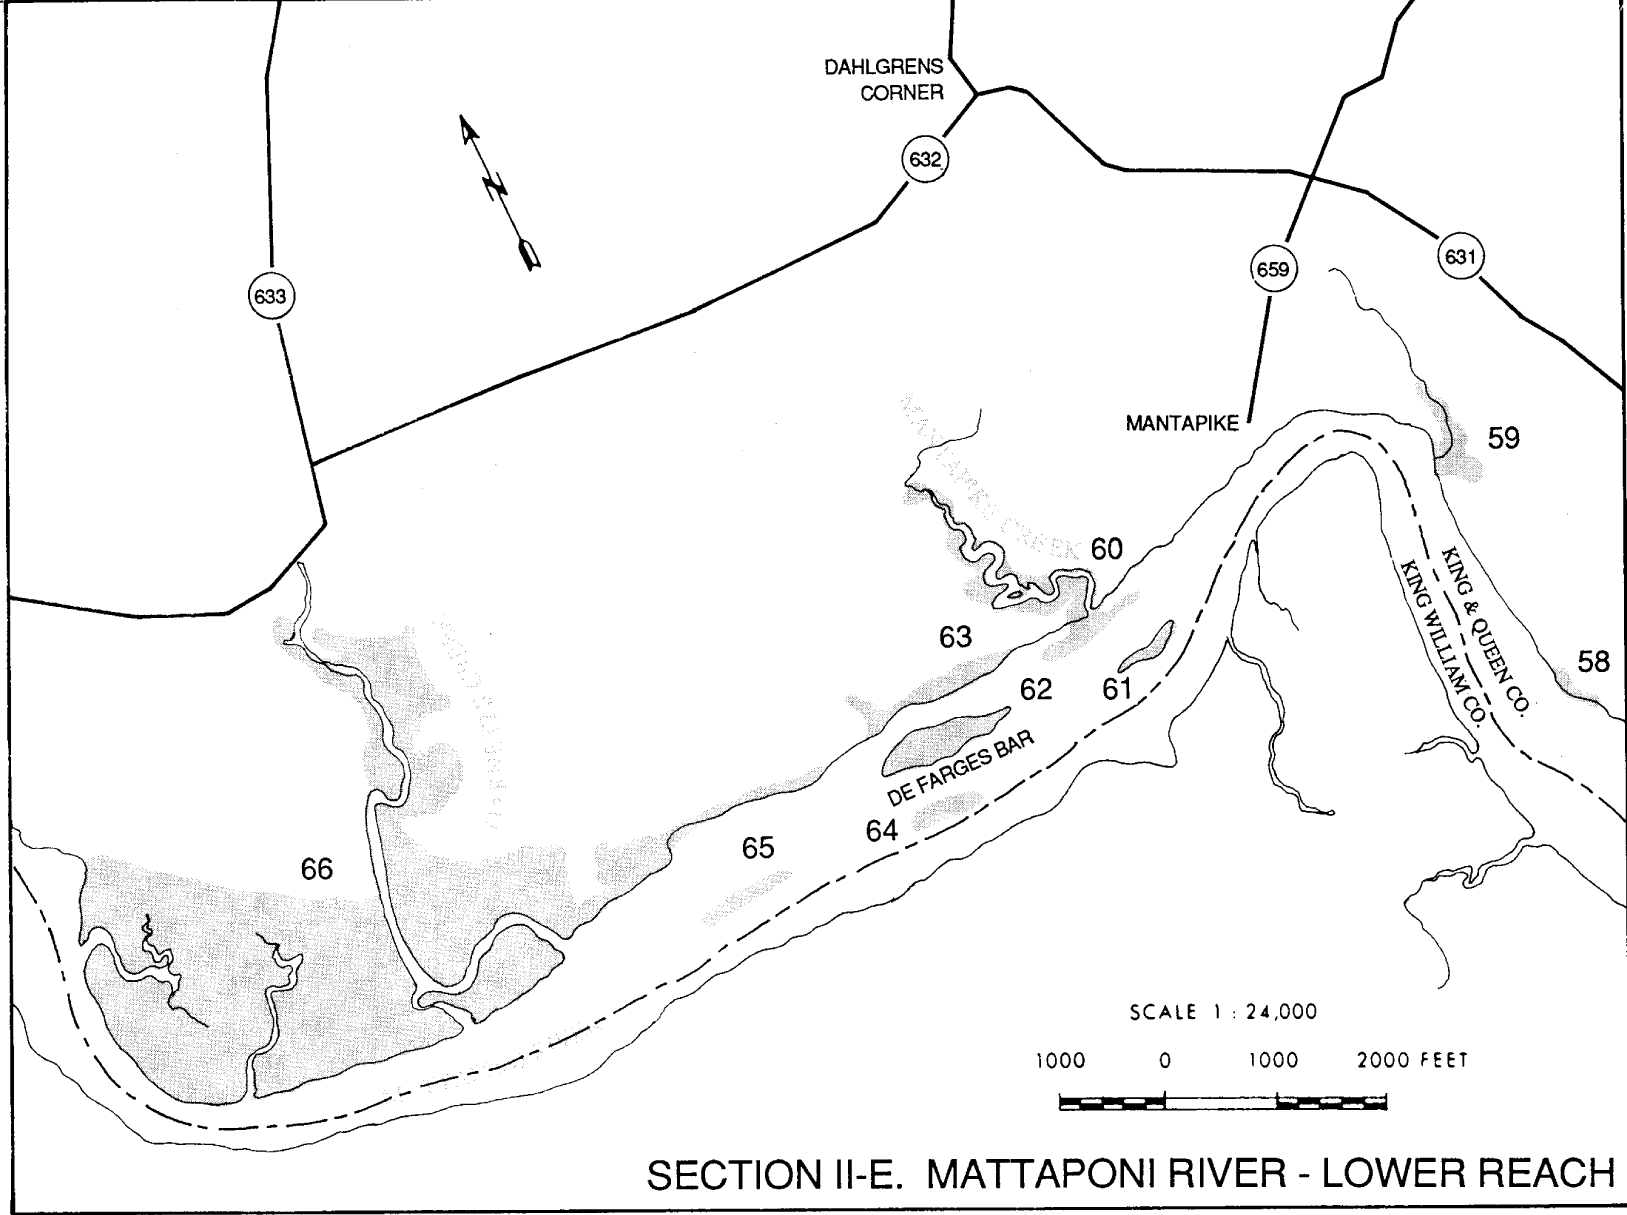 DAHLGRENS
CORNER
632
N
633
659
631
MANTAPIKE
59
60
KING & QUEEN CO.
KING WILLIAM CO.
63
58
62
61
DE FARGES BAR
64
65
66
SCALE 1 : 24,000
1000 0 1000 2000 FEET
SECTION II-E. MATTAPONI RIVER - LOWER REACH